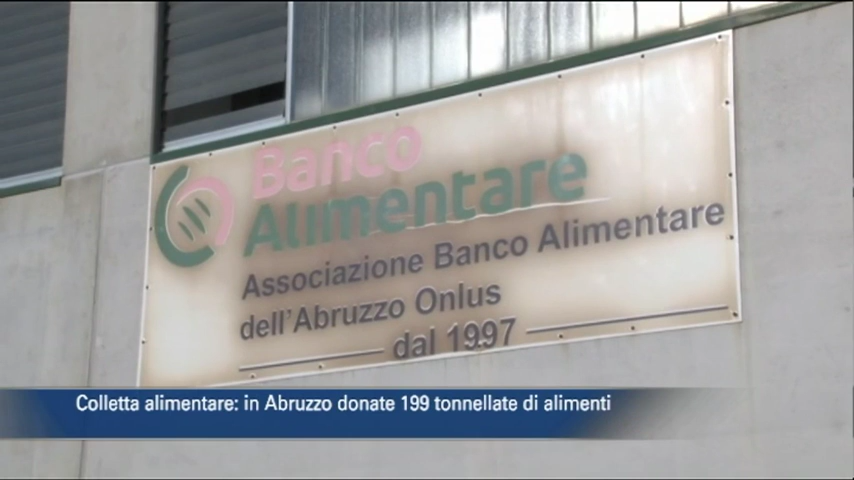 Banco
Alimentare
Associazione Banco Alimentare
dell'Abruzzo Onlus
dal 1997
Colletta alimentare: in Abruzzo donate 199 tonnellate di alimenti